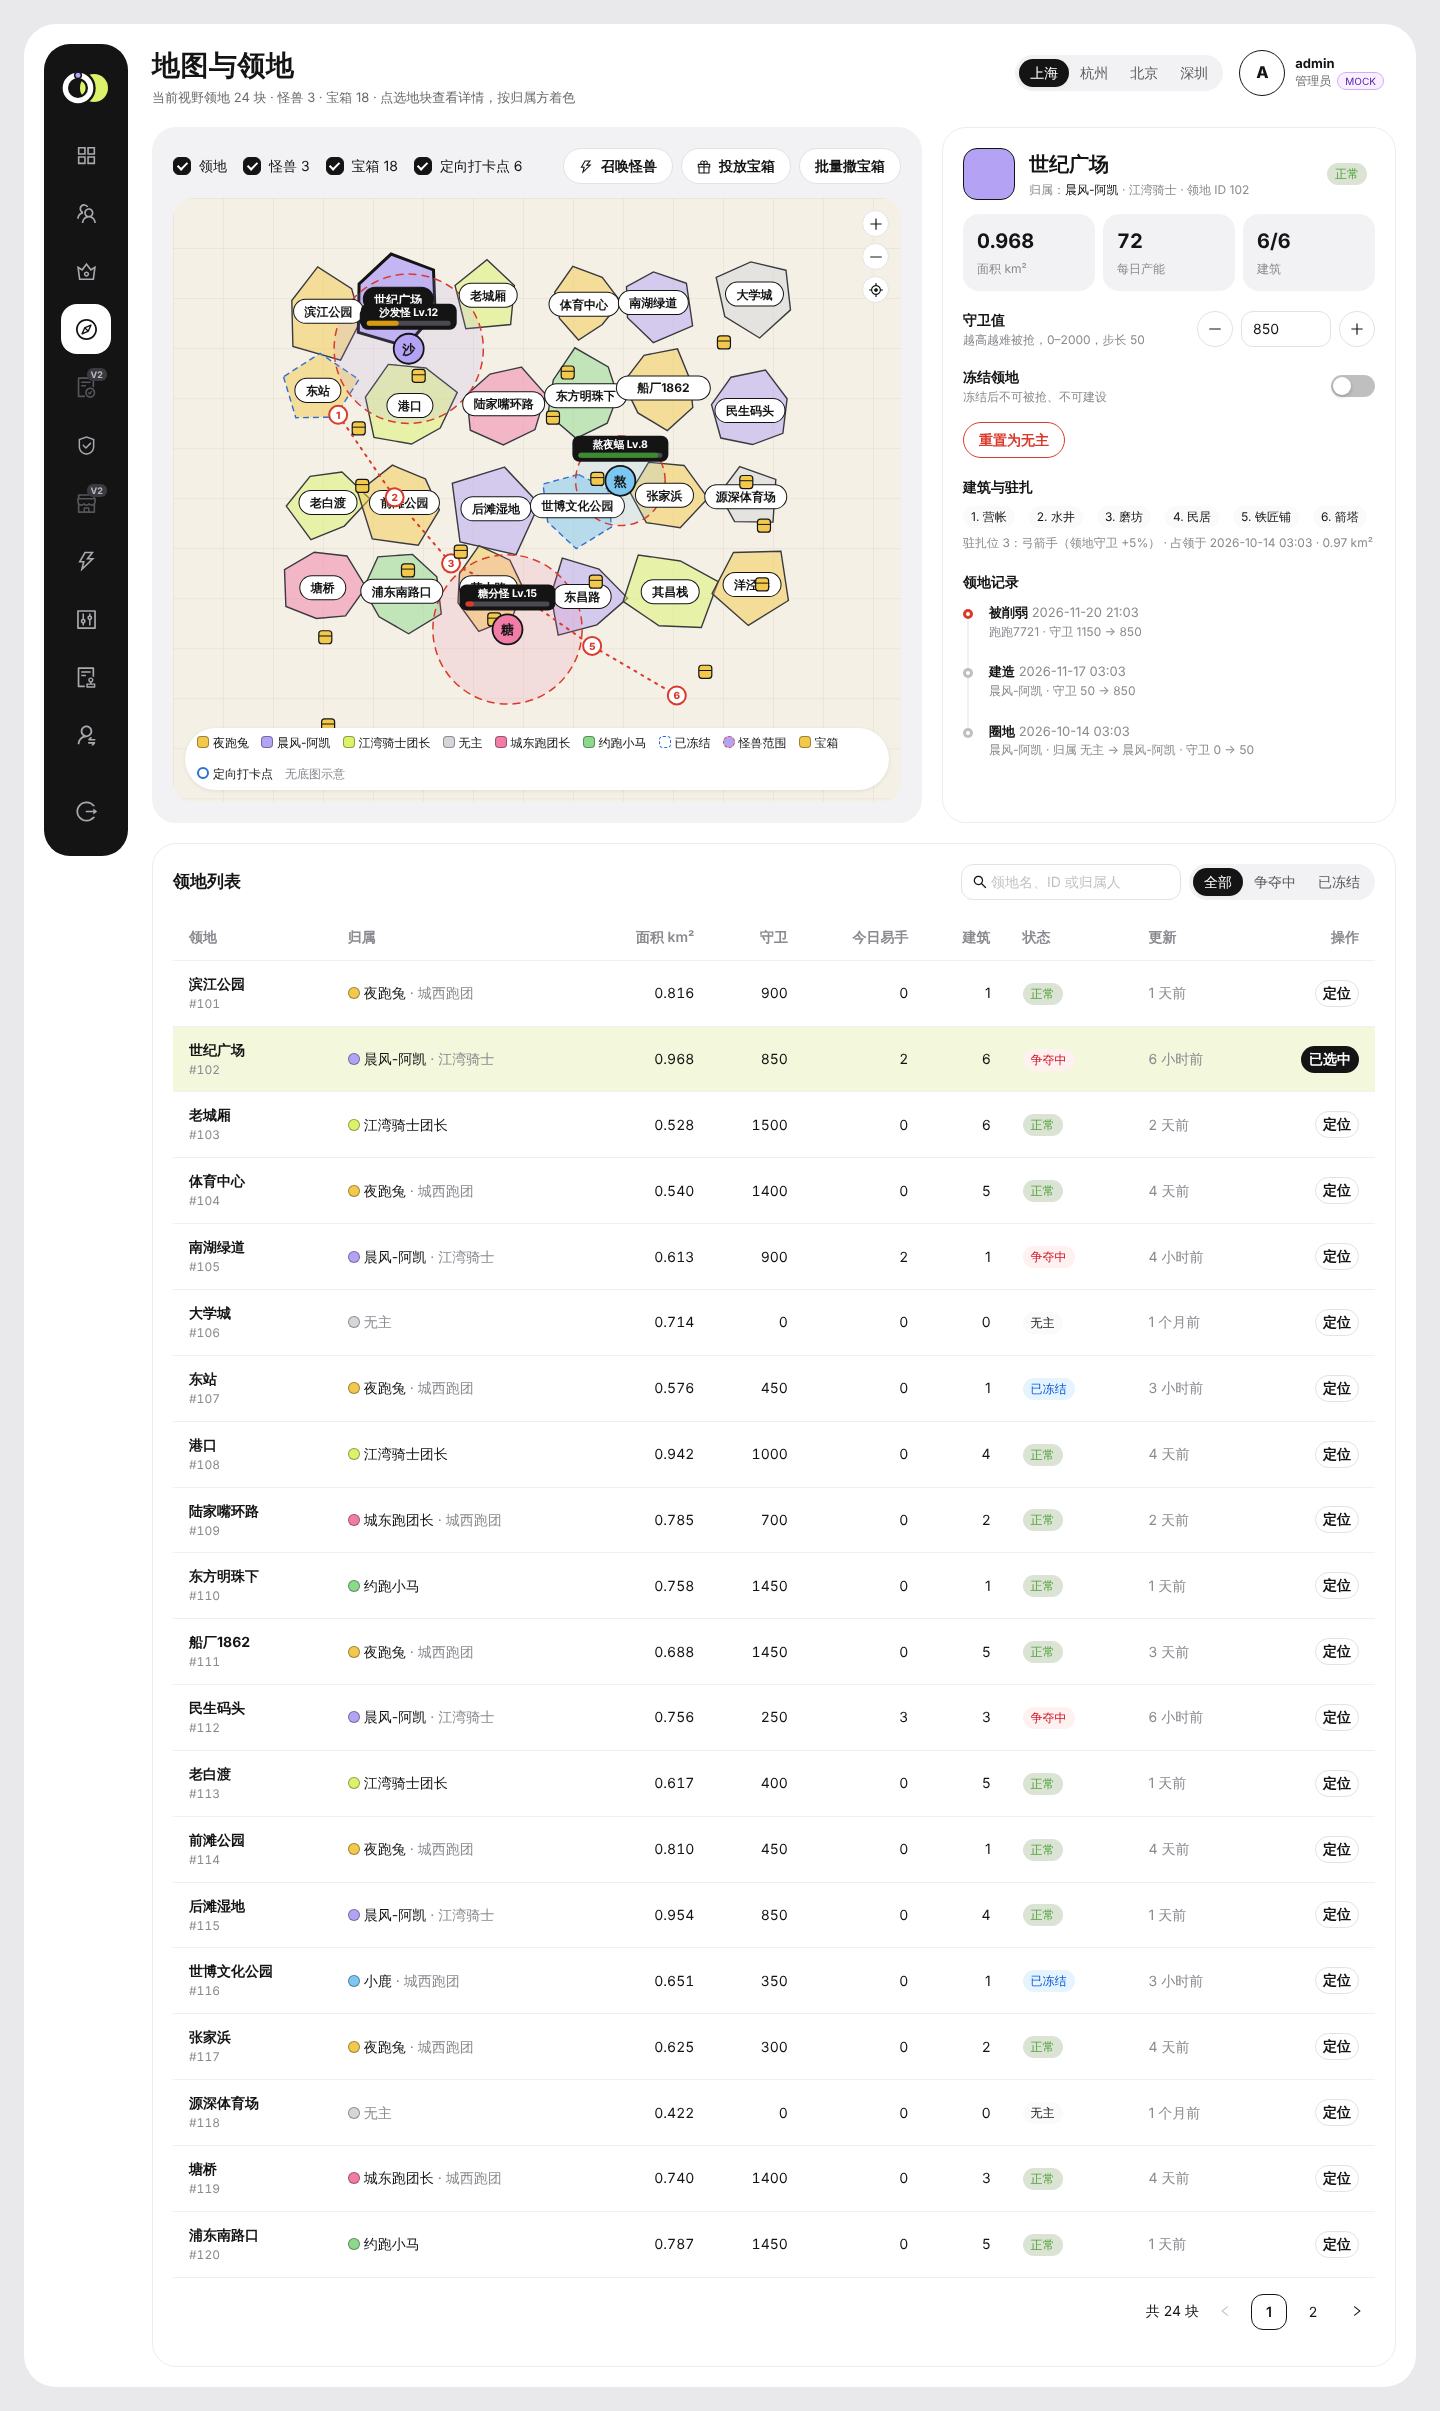 地图与领地
当前视野领地 24 块 · 怪兽 3 · 宝箱 18 · 点选地块查看详情，按归属方着色
上海 杭州 北京 深圳
A
admin
管理员 MOCK
V2
V2
领地 怪兽 3 宝箱 18 定向打卡点 6
召唤怪兽 投放宝箱 批量撒宝箱
滨江公园
世纪广场
沙发怪 Lv.12
沙
老城厢
体育中心
南湖绿道
大学城
东站
1
港口
陆家嘴环路
东方明珠下
船厂1862
民生码头
熬夜蝠 Lv.8
熬
老白渡
2
公园
后滩湿地
世博文化公园
张家浜
源深体育场
3
塘桥
浦东南路口
糖分怪 Lv.15
糖
东昌路
其昌栈
洋泾
5
6
夜跑兔 晨风-阿凯 江湾骑士团长 无主 城东跑团长 约跑小马 已冻结 怪兽范围 宝箱
定向打卡点 无底图示意
世纪广场
归属：晨风-阿凯 · 江湾骑士 · 领地 ID 102
正常
0.968 72 6/6
面积 km² 每日产能 建筑
守卫值
越高越难被抢，0–2000，步长 50
850
冻结领地
冻结后不可被抢、不可建设
重置为无主
建筑与驻扎
1. 营帐 2. 水井 3. 磨坊 4. 民居 5. 铁匠铺 6. 箭塔
驻扎位 3：弓箭手（领地守卫 +5%） · 占领于 2026-10-14 03:03 · 0.97 km²
领地记录
被削弱 2026-11-20 21:03
跑跑7721 · 守卫 1150 → 850
建造 2026-11-17 03:03
晨风-阿凯 · 守卫 50 → 850
圈地 2026-10-14 03:03
晨风-阿凯 · 归属 无主 → 晨风-阿凯 · 守卫 0 → 50
领地列表
领地名、ID 或归属人
全部 争夺中 已冻结
领地 归属 面积 km² 守卫 今日易手 建筑 状态 更新 操作
滨江公园
#101
夜跑兔 · 城西跑团 0.816 900 0 1 正常 1 天前 定位
世纪广场
#102
晨风-阿凯 · 江湾骑士 0.968 850 2 6 争夺中 6 小时前 已选中
老城厢
#103
江湾骑士团长 0.528 1500 0 6 正常 2 天前 定位
体育中心
#104
夜跑兔 · 城西跑团 0.540 1400 0 5 正常 4 天前 定位
南湖绿道
#105
晨风-阿凯 · 江湾骑士 0.613 900 2 1 争夺中 4 小时前 定位
大学城
#106
无主 0.714 0 0 0 无主 1 个月前 定位
东站
#107
夜跑兔 · 城西跑团 0.576 450 0 1 已冻结 3 小时前 定位
港口
#108
江湾骑士团长 0.942 1000 0 4 正常 4 天前 定位
陆家嘴环路
#109
城东跑团长 · 城西跑团 0.785 700 0 2 正常 2 天前 定位
东方明珠下
#110
约跑小马 0.758 1450 0 1 正常 1 天前 定位
船厂1862
#111
夜跑兔 · 城西跑团 0.688 1450 0 5 正常 3 天前 定位
民生码头
#112
晨风-阿凯 · 江湾骑士 0.756 250 3 3 争夺中 6 小时前 定位
老白渡
#113
江湾骑士团长 0.617 400 0 5 正常 1 天前 定位
前滩公园
#114
夜跑兔 · 城西跑团 0.810 450 0 1 正常 4 天前 定位
后滩湿地
#115
晨风-阿凯 · 江湾骑士 0.954 850 0 4 正常 1 天前 定位
世博文化公园
#116
小鹿 · 城西跑团 0.651 350 0 1 已冻结 3 小时前 定位
张家浜
#117
夜跑兔 · 城西跑团 0.625 300 0 2 正常 4 天前 定位
源深体育场
#118
无主 0.422 0 0 0 无主 1 个月前 定位
塘桥
#119
城东跑团长 · 城西跑团 0.740 1400 0 3 正常 4 天前 定位
浦东南路口
#120
约跑小马 0.787 1450 0 5 正常 1 天前 定位
共 24 块 1 2